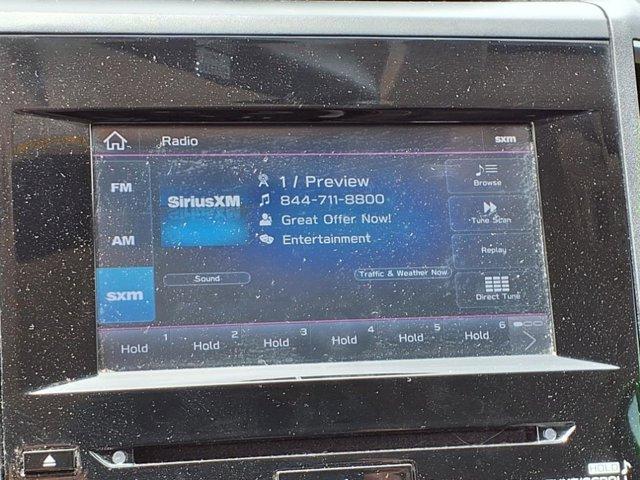 Radio
sxm
FM
AM
sxm
SiriusXM
1 / Preview
844-711-8800
Great Offer Now!
Entertainment
Sound
Traffic & Weather Now
Browse
Tune Scan
Replay
Direct Tune
1
Hold
2
Hold
3
Hold
4
Hold
5
Hold
6
Hold
HOLD